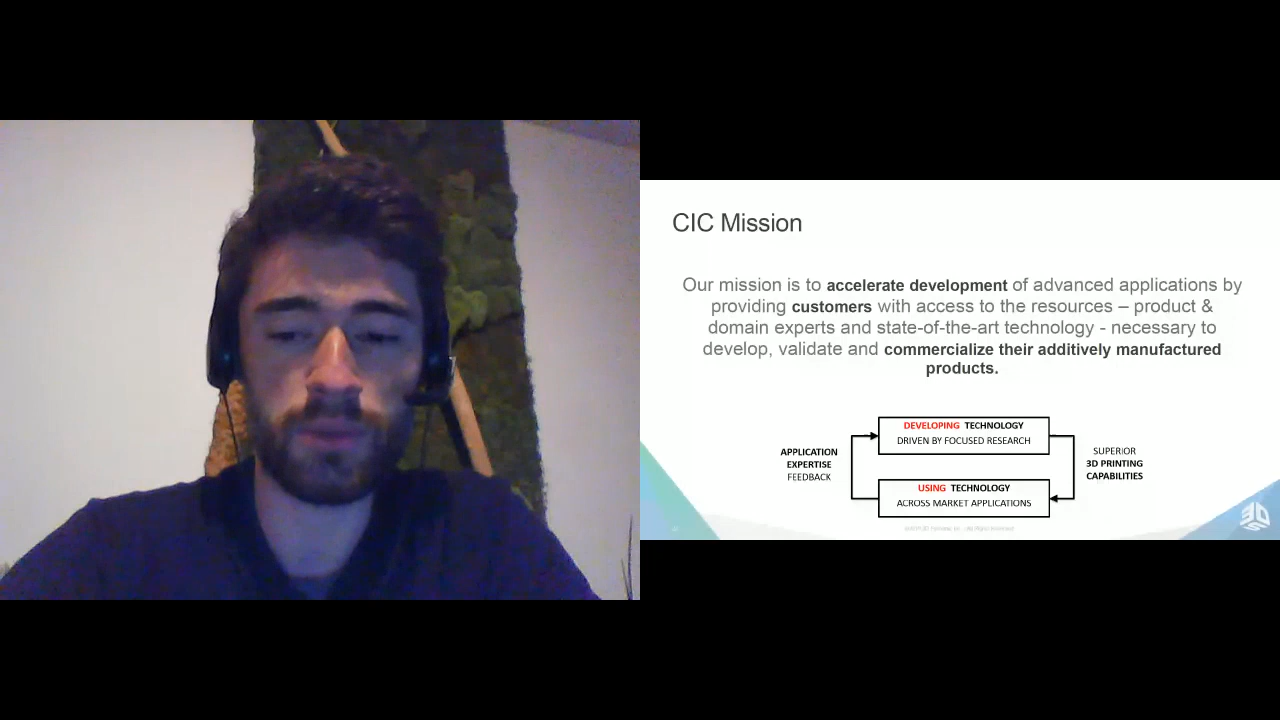 CIC Mission
Our mission is to accelerate development of advanced applications by
providing customers with access to the resources – product &
domain experts and state-of-the-art technology - necessary to
develop, validate and commercialize their additively manufactured
products.
DEVELOPING TECHNOLOGY
DRIVEN BY FOCUSED RESEARCH
APPLICATION
EXPERTISE
FEEDBACK
SUPERIOR
3D PRINTING
CAPABILITIES
USING TECHNOLOGY
ACROSS MARKET APPLICATIONS